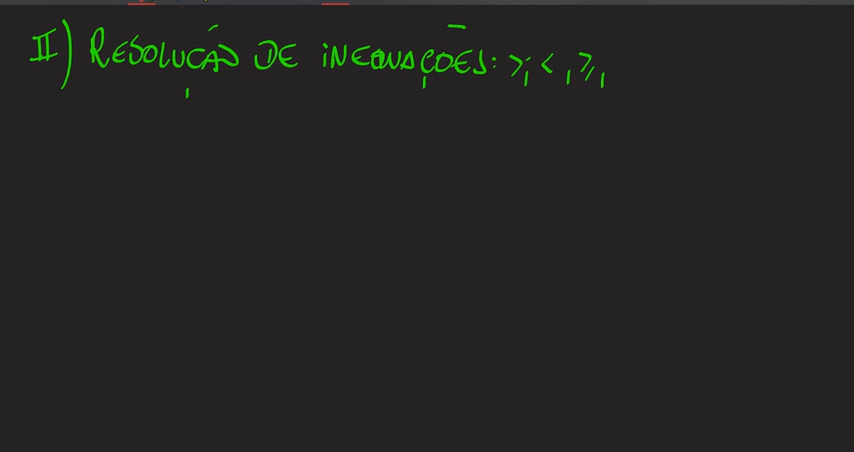 II) RESOLUÇÃO DE INEQUAÇÕES: >; <, ≥,